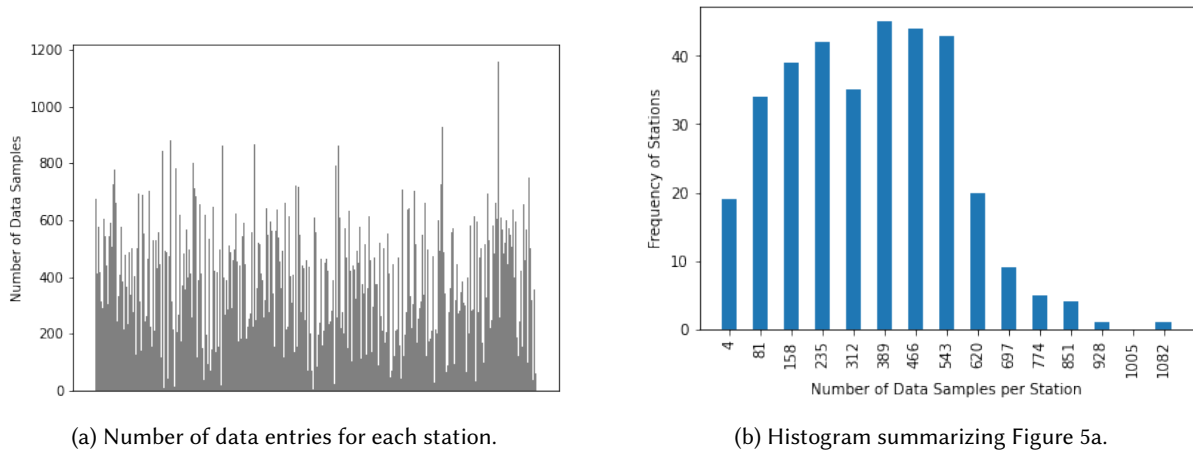 1200
1000
800
600
400
200
0
Number of Data Samples
(a) Number of data entries for each station.
40
30
20
10
0
Frequency of Stations
4 81 158 235 312 389 466 543 620 697 774 851 928 1005 1082
Number of Data Samples per Station
(b) Histogram summarizing Figure 5a.